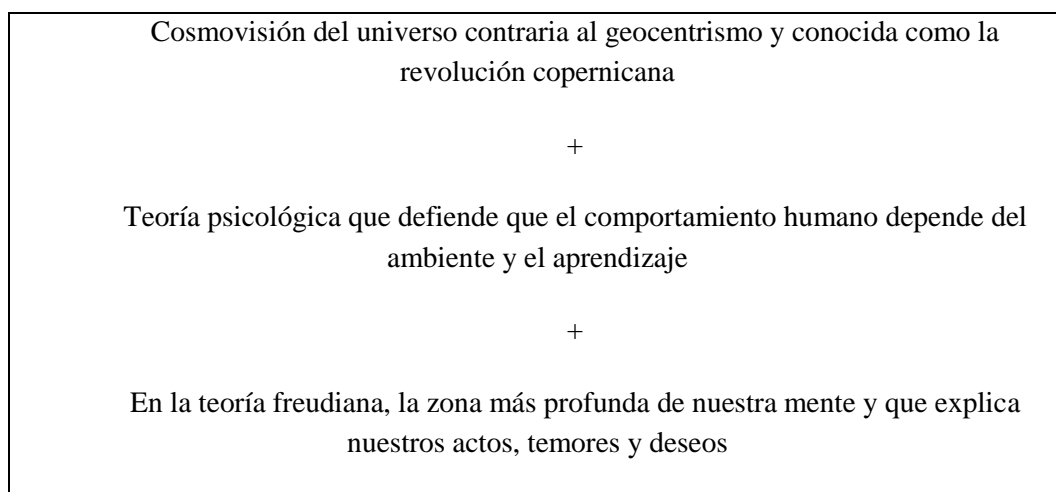 Cosmovisión del universo contraria al geocentrismo y conocida como la
revolución copernicana
+
Teoría psicológica que defiende que el comportamiento humano depende del
ambiente y el aprendizaje
+
En la teoría freudiana, la zona más profunda de nuestra mente y que explica
nuestros actos, temores y deseos